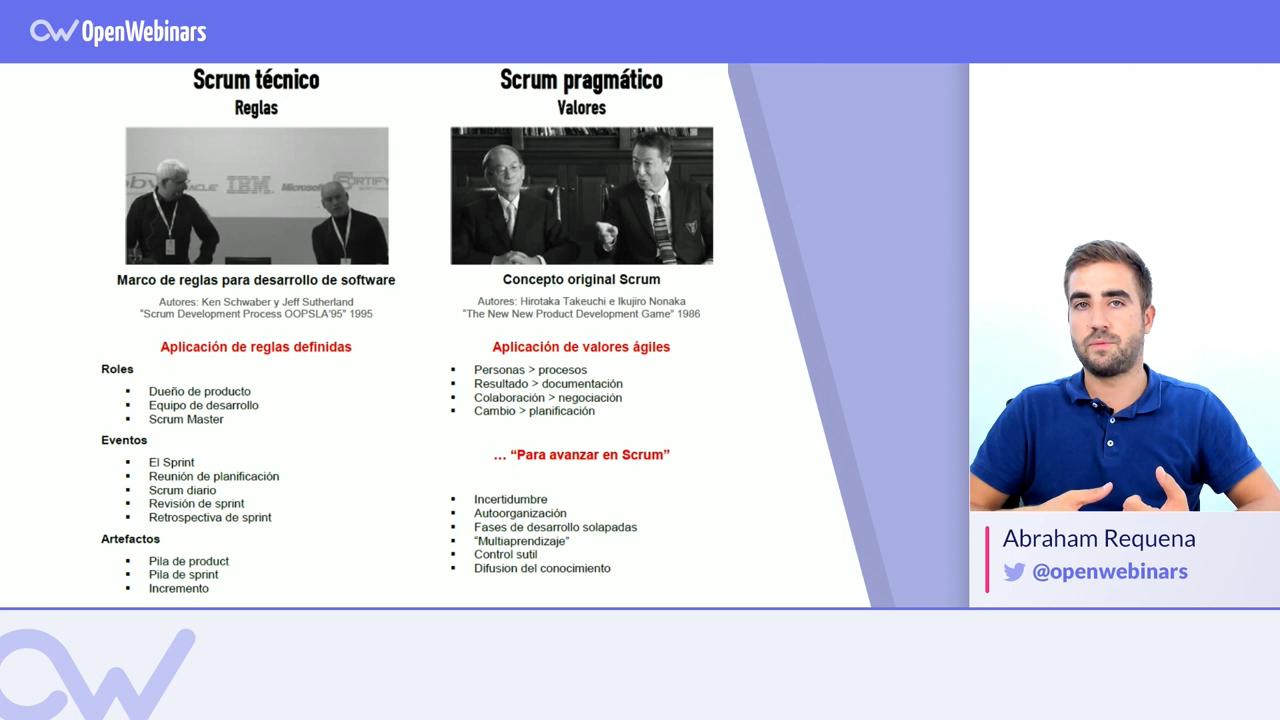 OpenWebinars
Scrum técnico
Reglas
ORACLE
IBM
Microsoft
FORTIFY
Marco de reglas para desarrollo de software
Autores: Ken Schwaber y Jeff Sutherland
"Scrum Development Process OOPSLA'95" 1995
Aplicación de reglas definidas
Roles
▪ Dueño de producto
▪ Equipo de desarrollo
▪ Scrum Master
Eventos
▪ El Sprint
▪ Reunión de planificación
▪ Scrum diario
▪ Revisión de sprint
▪ Retrospectiva de sprint
Artefactos
▪ Pila de product
▪ Pila de sprint
▪ Incremento
Scrum pragmático
Valores
Concepto original Scrum
Autores: Hirotaka Takeuchi e Ikujiro Nonaka
"The New New Product Development Game" 1986
Aplicación de valores ágiles
▪ Personas > procesos
▪ Resultado > documentación
▪ Colaboración > negociación
▪ Cambio > planificación
... “Para avanzar en Scrum”
▪ Incertidumbre
▪ Autoorganización
▪ Fases de desarrollo solapadas
▪ “Multiaprendizaje”
▪ Control sutil
▪ Difusion del conocimiento
Abraham Requena
@openwebinars